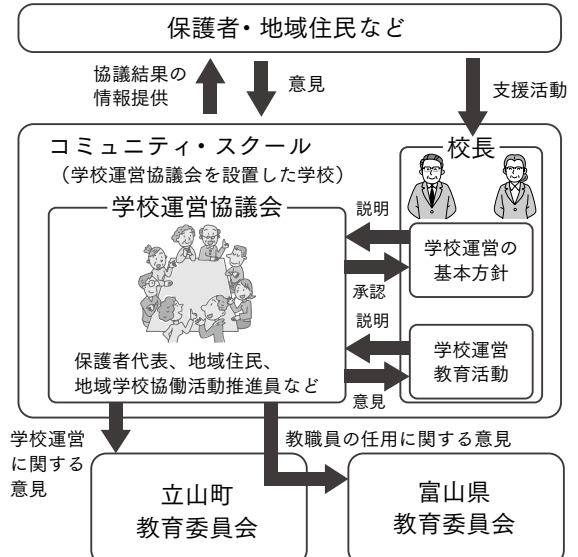 保護者・地域住民など
協議結果の
情報提供
意見
支援活動
コミュニティ・スクール
（学校運営協議会を設置した学校）
校長
学校運営協議会
説明
学校運営の
基本方針
承認
説明
学校運営
教育活動
意見
保護者代表、地域住民、
地域学校協働活動推進員など
学校運営
に関する
意見
教職員の任用に関する意見
立山町
教育委員会
富山県
教育委員会